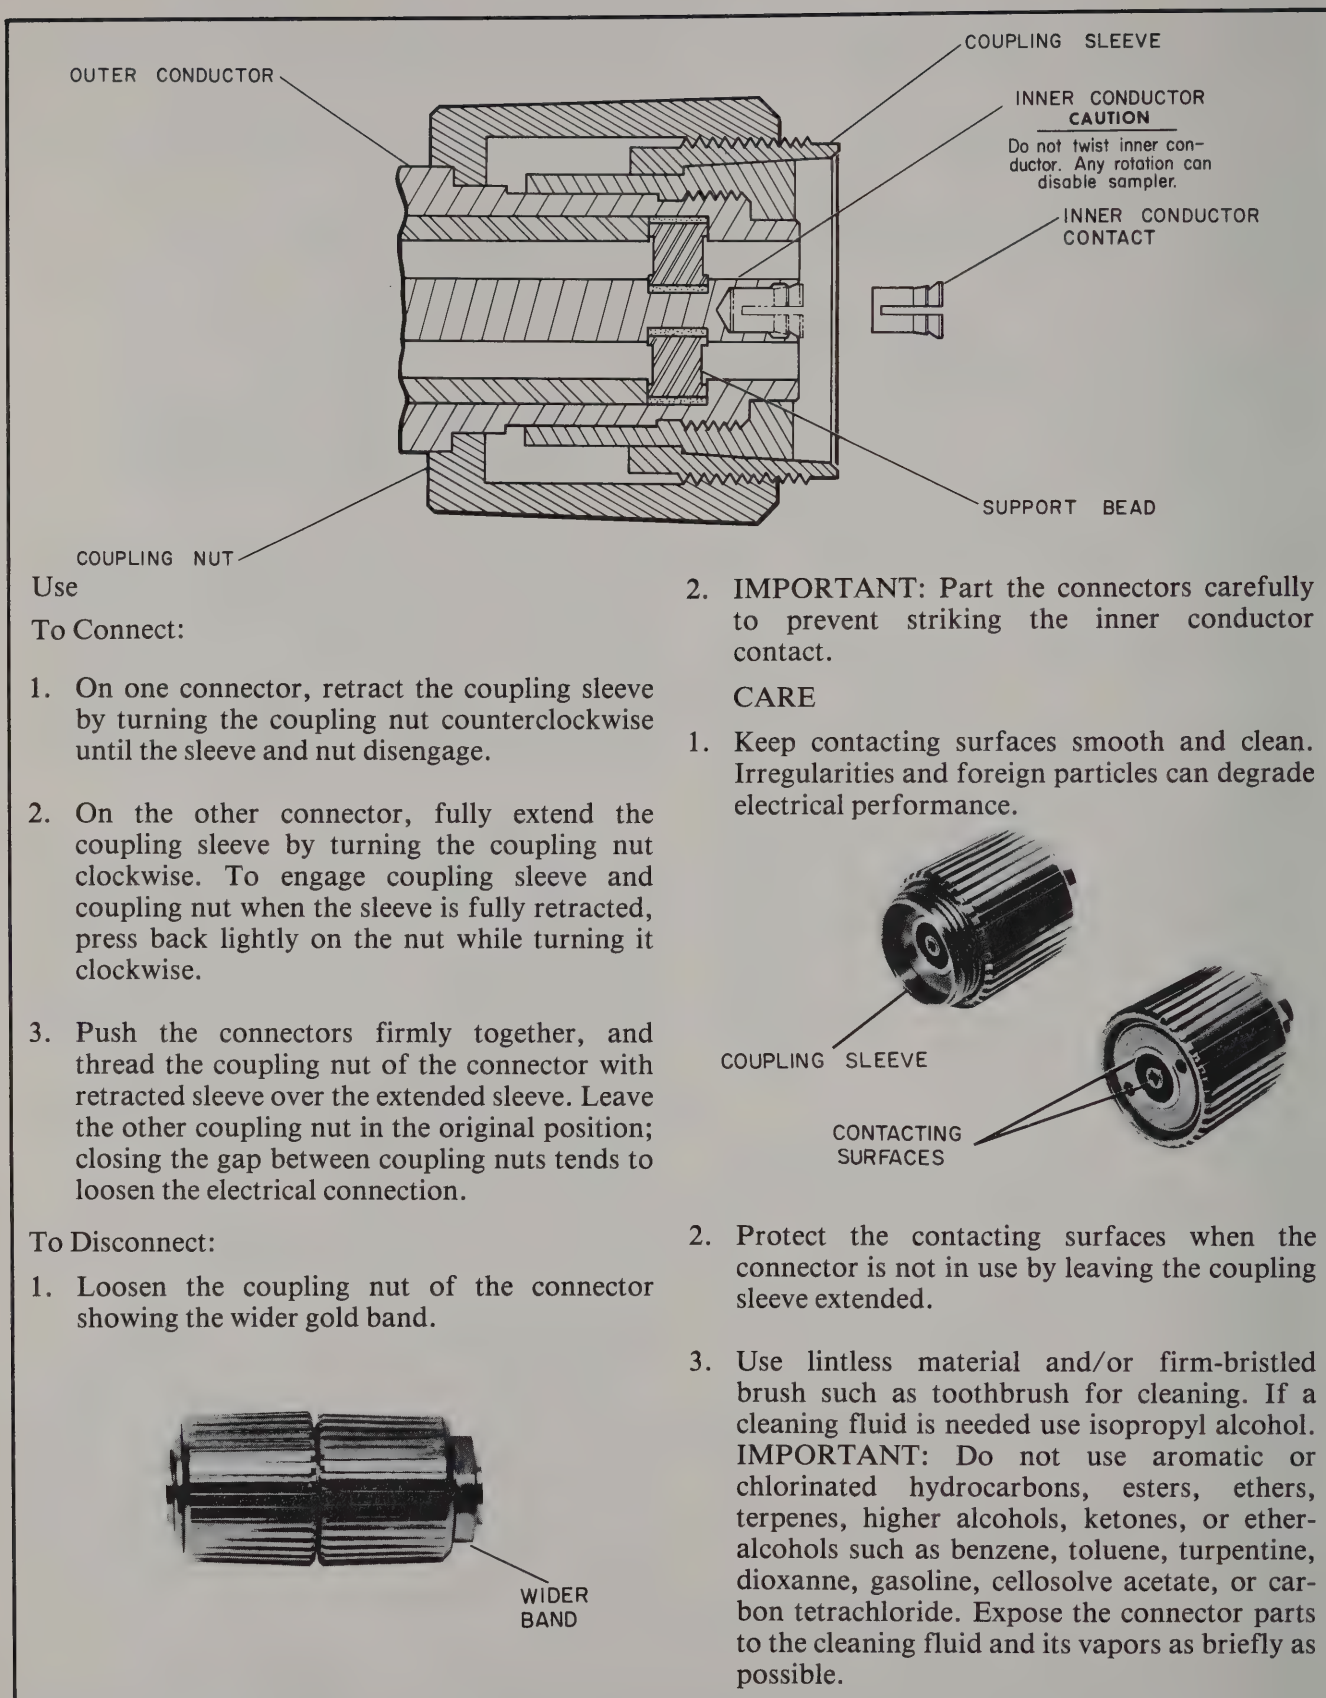 OUTER CONDUCTOR
COUPLING SLEEVE
INNER CONDUCTOR
CAUTION
Do not twist inner con-
ductor. Any rotation can
disable sampler.
INNER CONDUCTOR
CONTACT
SUPPORT BEAD
COUPLING NUT
Use
To Connect:
1. On one connector, retract the coupling sleeve
by turning the coupling nut counterclockwise
until the sleeve and nut disengage.
2. On the other connector, fully extend the
coupling sleeve by turning the coupling nut
clockwise. To engage coupling sleeve and
coupling nut when the sleeve is fully retracted,
press back lightly on the nut while turning it
clockwise.
3. Push the connectors firmly together, and
thread the coupling nut of the connector with
retracted sleeve over the extended sleeve. Leave
the other coupling nut in the original position;
closing the gap between coupling nuts tends to
loosen the electrical connection.
To Disconnect:
1. Loosen the coupling nut of the connector
showing the wider gold band.
WIDER
BAND
2. IMPORTANT: Part the connectors carefully
to prevent striking the inner conductor
contact.
CARE
1. Keep contacting surfaces smooth and clean.
Irregularities and foreign particles can degrade
electrical performance.
COUPLING SLEEVE
CONTACTING
SURFACES
2. Protect the contacting surfaces when the
connector is not in use by leaving the coupling
sleeve extended.
3. Use lintless material and/or firm-bristled
brush such as toothbrush for cleaning. If a
cleaning fluid is needed use isopropyl alcohol.
IMPORTANT: Do not use aromatic or
chlorinated hydrocarbons, esters, ethers,
terpenes, higher alcohols, ketones, or ether-
alcohols such as benzene, toluene, turpentine,
dioxanne, gasoline, cellosolve acetate, or car-
bon tetrachloride. Expose the connector parts
to the cleaning fluid and its vapors as briefly as
possible.